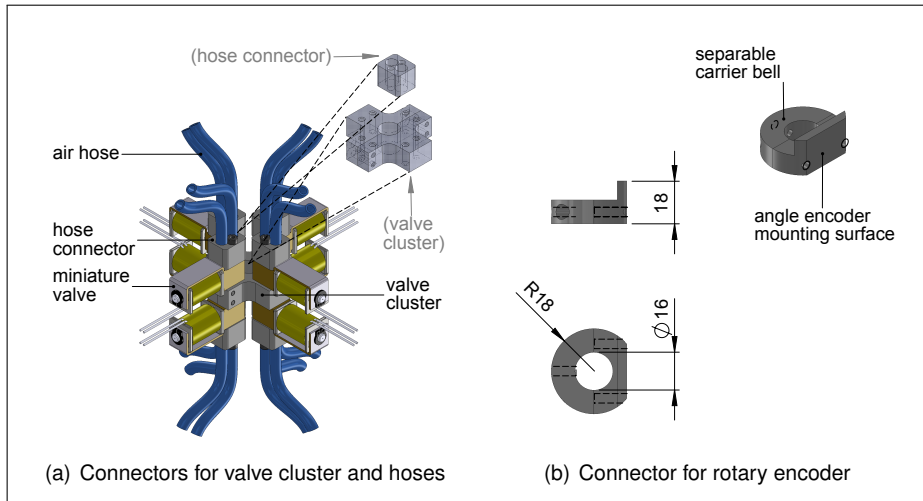 (hose connector)
air hose
(valve
cluster)
hose
connector
miniature
valve
valve
cluster
(a) Connectors for valve cluster and hoses
separable
carrier bell
18
angle encoder
mounting surface
R18
∅16
(b) Connector for rotary encoder